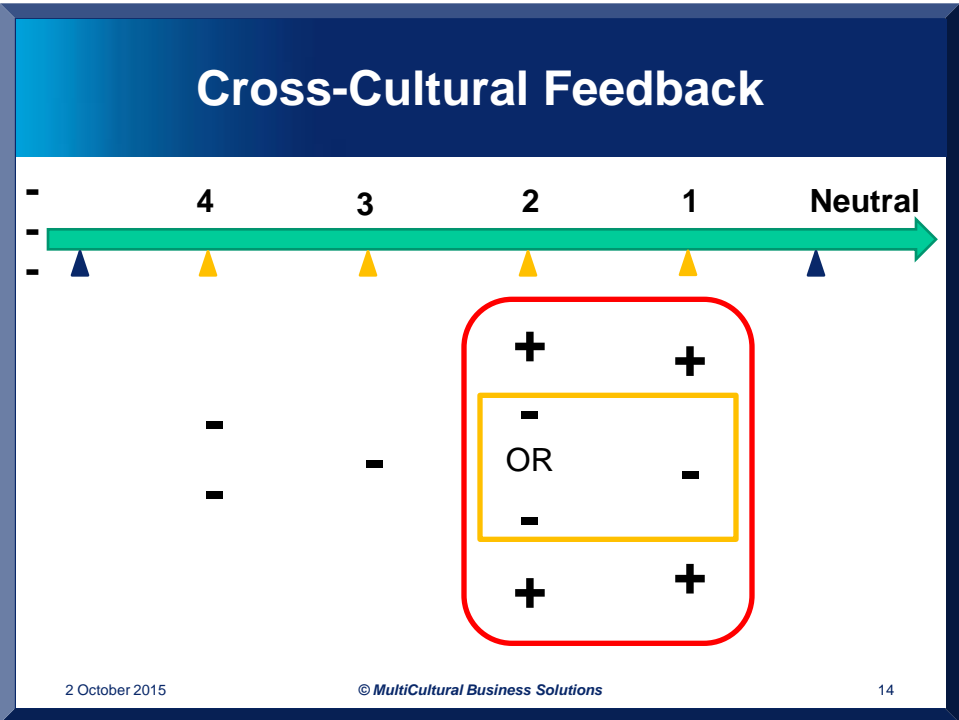 Cross-Cultural Feedback
-
-
-
4 3 2 1 Neutral
+ +
-
-
- OR
- -
- -
+ +
2 October 2015 © MultiCultural Business Solutions 14